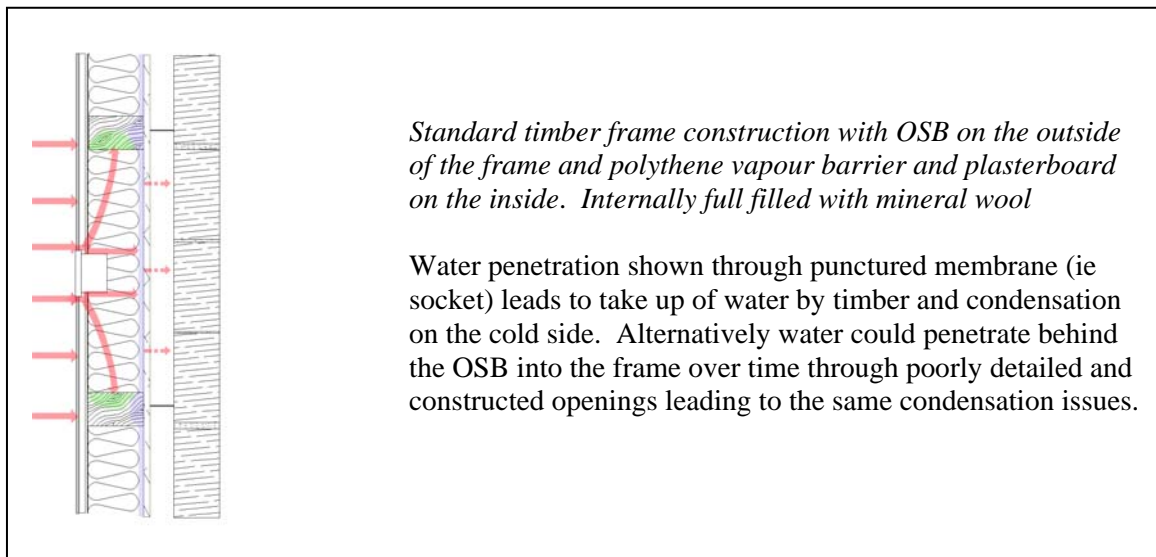 Standard timber frame construction with OSB on the outside
of the frame and polythene vapour barrier and plasterboard
on the inside.  Internally full filled with mineral wool
Water penetration shown through punctured membrane (ie
socket) leads to take up of water by timber and condensation
on the cold side.  Alternatively water could penetrate behind
the OSB into the frame over time through poorly detailed and
constructed openings leading to the same condensation issues.